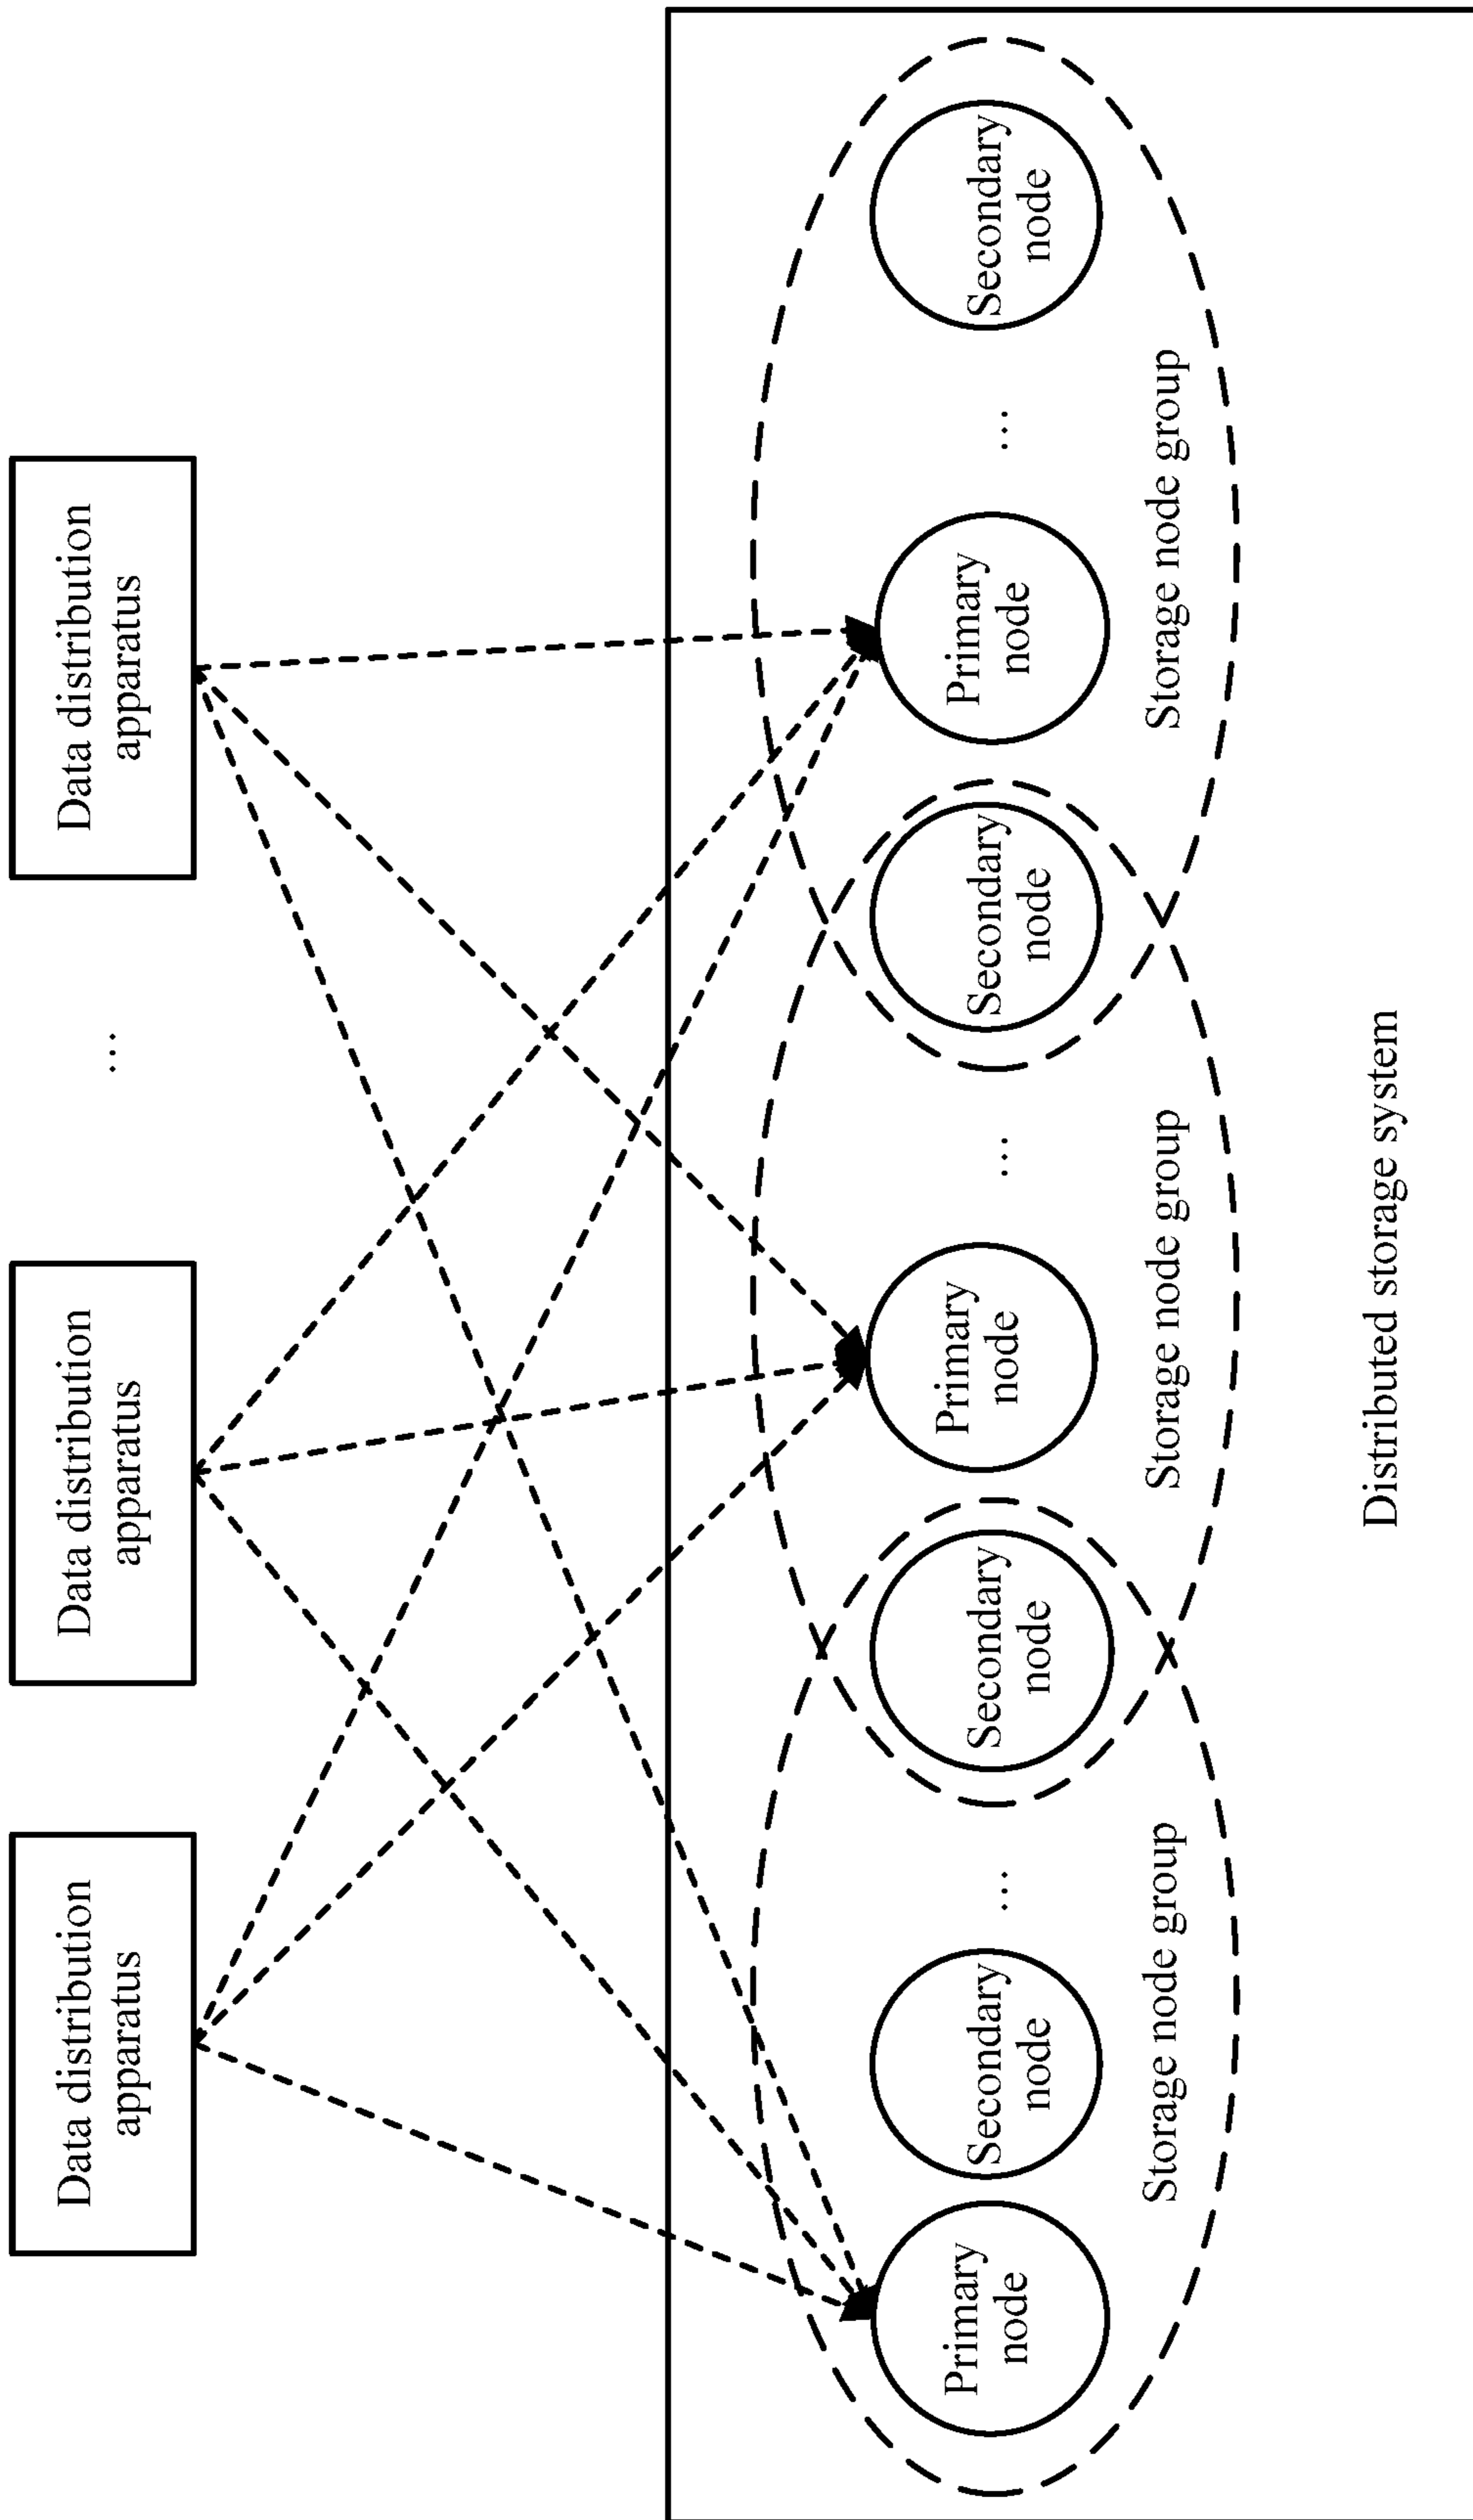 Data distribution
apparatus
Data distribution
apparatus
...
Data distribution
apparatus
Primary
node
Secondary
node
...
Secondary
node
Primary
node
...
Secondary
node
Primary
node
...
Secondary
node
Storage node group
Storage node group
Storage node group
Distributed storage system